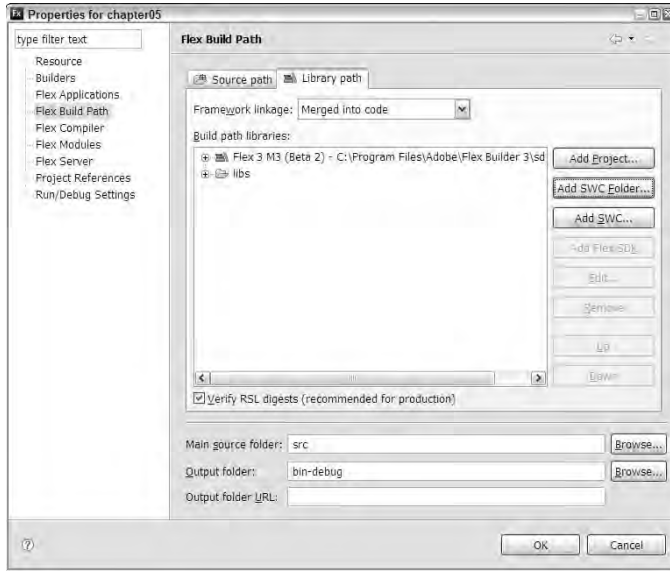 Properties for chapter05
type filter text
Resource
Builders
Flex Applications
Flex Build Path
Flex Compiler
Flex Modules
Flex Server
Project References
Run/Debug Settings
Flex Build Path
Source path
Library path
Framework linkage: Merged into code
Build path libraries:
Flex 3 M3 (Beta 2) - C:\Program Files\Adobe\Flex Builder 3\sd
libs
Add Project...
Add SWC Folder...
Add SWC...
Add Flex SDK
Edit...
Remove
Up
Down
Verify RSL digests (recommended for production)
Main source folder: src Browse...
Output folder: bin-debug Browse...
Output folder URL:
OK Cancel